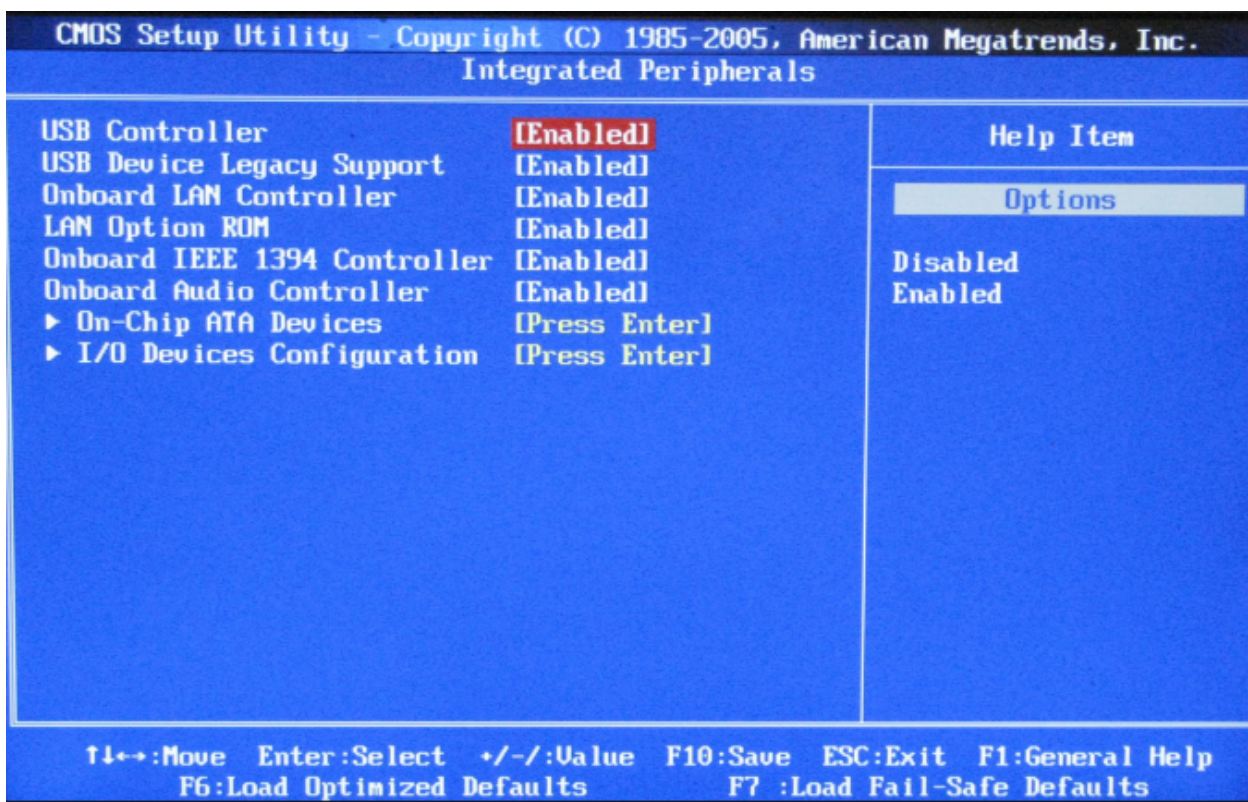 CMOS Setup Utility - Copyright (C) 1985-2005, American Megatrends, Inc.
Integrated Peripherals
USB Controller [Enabled]
USB Device Legacy Support [Enabled]
Onboard LAN Controller [Enabled]
LAN Option ROM [Enabled]
Onboard IEEE 1394 Controller [Enabled]
Onboard Audio Controller [Enabled]
▶ On-Chip ATA Devices [Press Enter]
▶ I/O Devices Configuration [Press Enter]
Help Item
Options
Disabled
Enabled
↑↓←→:Move Enter:Select +/-/:Value F10:Save ESC:Exit F1:General Help
F6:Load Optimized Defaults F7 :Load Fail-Safe Defaults